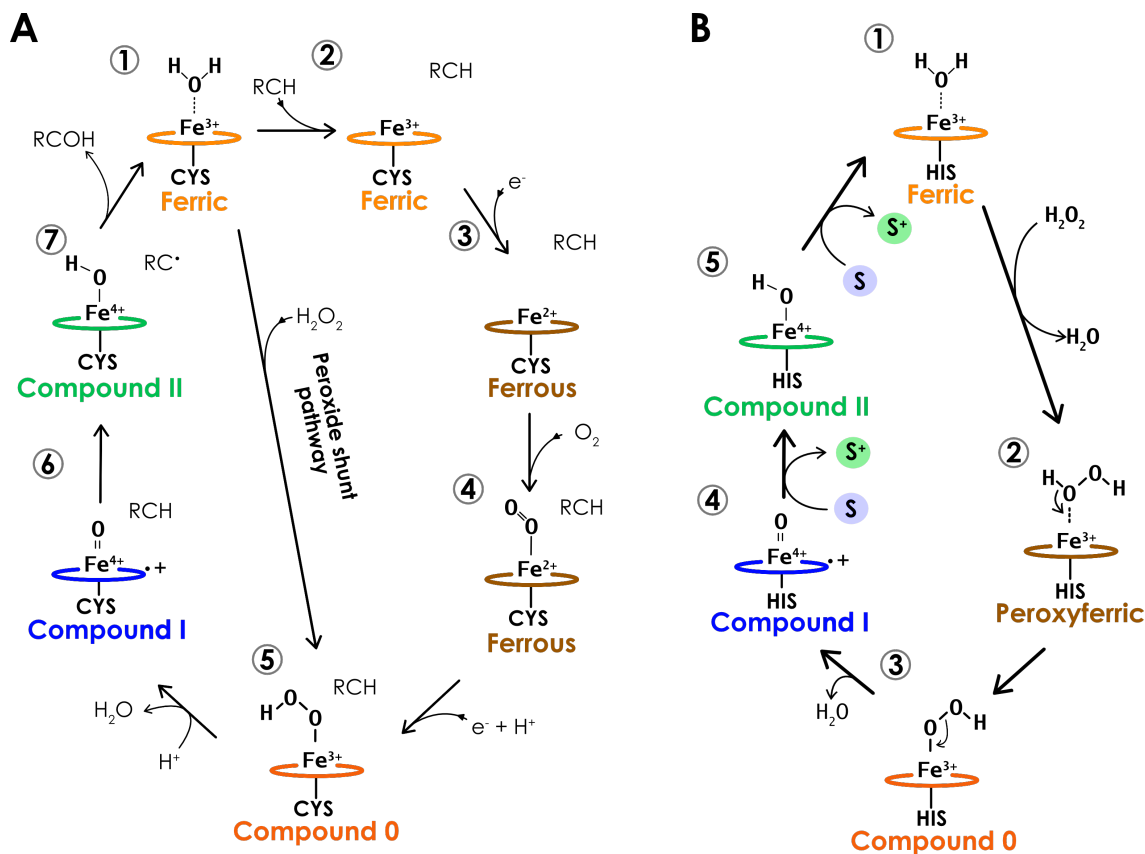 A
①
H H
O
Fe³⁺
CYS
Ferric
RCH
②
RCH
Fe³⁺
CYS
Ferric
e⁻
③
RCH
Fe²⁺
CYS
Ferrous
O₂
④
O
O
RCH
Fe²⁺
CYS
Ferrous
e⁻ + H⁺
⑤
RCH
H O
O
Fe³⁺
CYS
Compound 0
H₂O
H⁺
⑥
RCH
O
Fe⁴⁺
•+
CYS
Compound I
⑦
H
O
RC•
Fe⁴⁺
CYS
Compound II
RCOH
H₂O₂
Peroxide shunt
pathway
B
①
H H
O
Fe³⁺
HIS
Ferric
H₂O₂
H₂O
②
H O H
O
Fe³⁺
HIS
Peroxyferric
③
O H
O
Fe³⁺
HIS
Compound 0
H₂O
④
O
Fe⁴⁺
•+
HIS
Compound I
S⁺
S
⑤
H
O
Fe⁴⁺
HIS
Compound II
S⁺
S